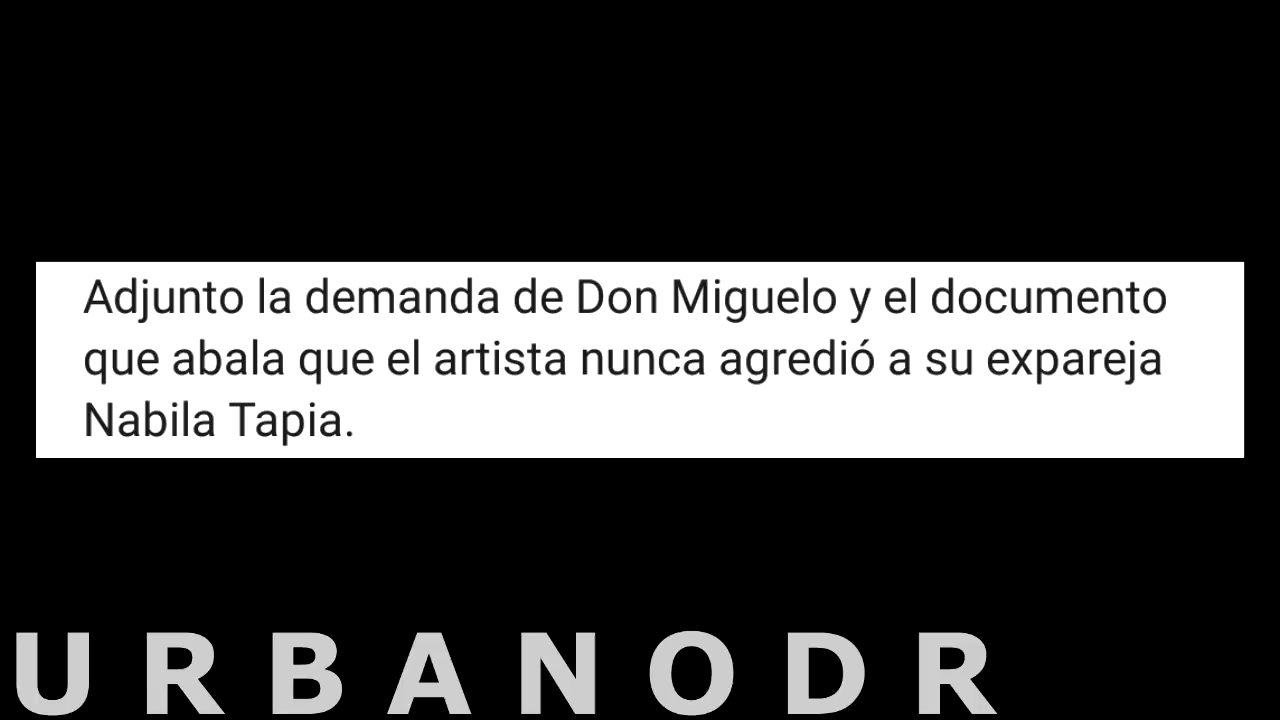 Adjunto la demanda de Don Miguelo y el documento
que abala que el artista nunca agredió a su expareja
Nabila Tapia.
URBANODR